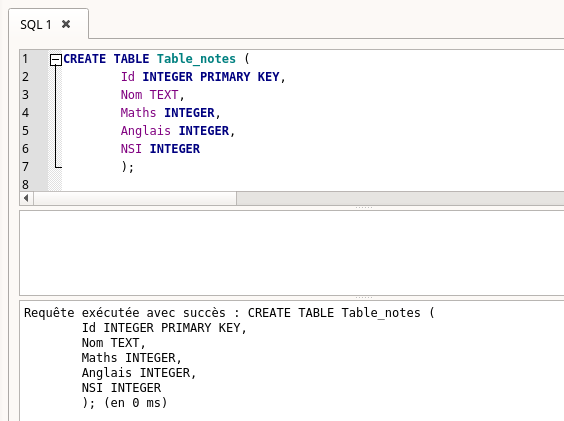 SQL 1 ✖
1 CREATE TABLE Table_notes (
2 Id INTEGER PRIMARY KEY,
3 Nom TEXT,
4 Maths INTEGER,
5 Anglais INTEGER,
6 NSI INTEGER
7 );
8
Requête exécutée avec succès : CREATE TABLE Table_notes (
Id INTEGER PRIMARY KEY,
Nom TEXT,
Maths INTEGER,
Anglais INTEGER,
NSI INTEGER
); (en 0 ms)